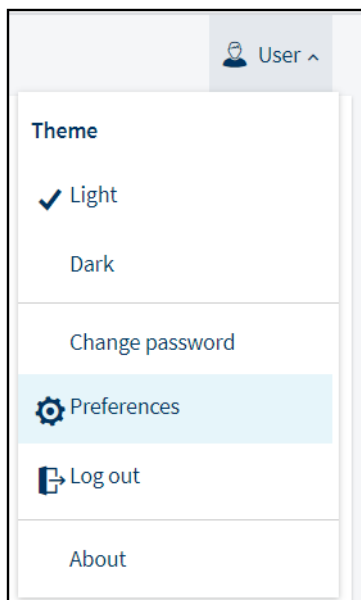 User
Theme
Light
Dark
Change password
Preferences
Log out
About